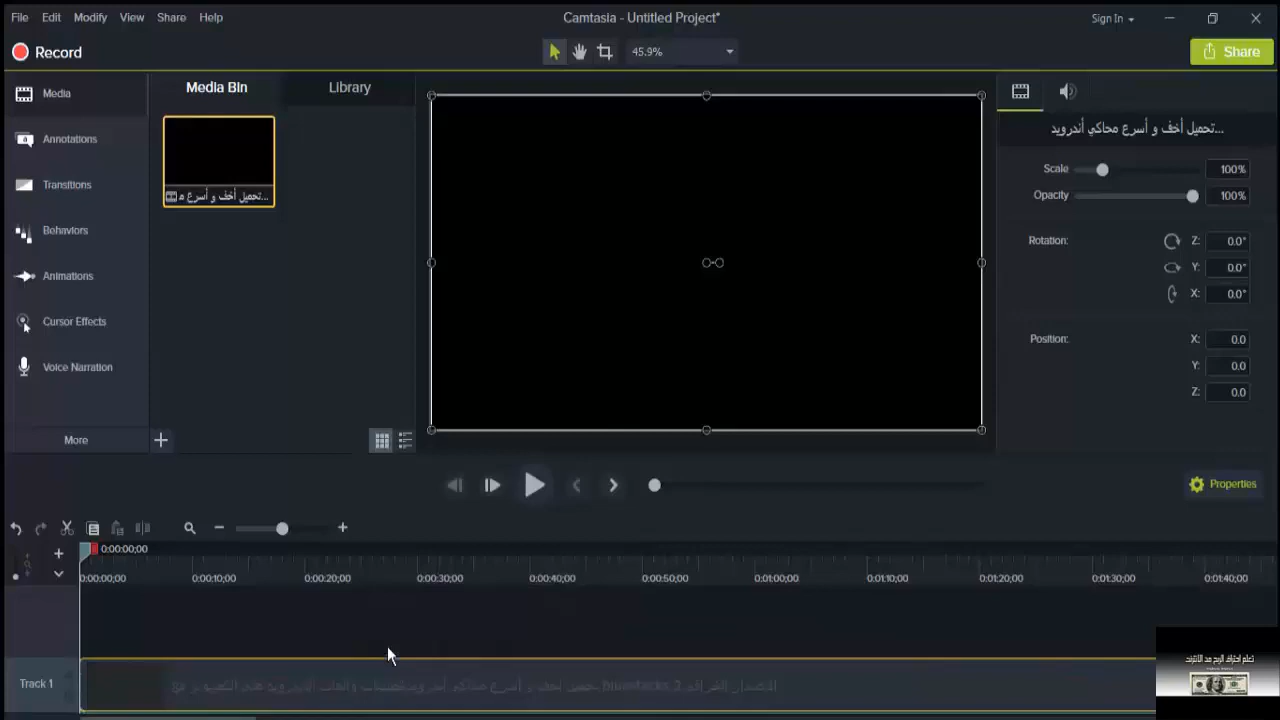 File Edit Modify View Share Help
Camtasia - Untitled Project*
Sign In
Record
45.9%
Share
Media
Annotations
Transitions
Behaviors
Animations
Cursor Effects
Voice Narration
More
Media Bin
Library
تحميل أخف و أسرع م...
تحميل أخف و أسرع محاكي أندرويد...
Scale 100%
Opacity 100%
Rotation: Z: 0.0°
Y: 0.0°
X: 0.0°
Position: X: 0.0
Y: 0.0
Z: 0.0
Properties
0:00:00;00
0:00:00;00 0:00:10;00 0:00:20;00 0:00:30;00 0:00:40;00 0:00:50;00 0:01:00;00 0:01:10;00 0:01:20;00 0:01:30;00 0:01:40;00
Track 1
تعلم احتراف الربح من الانترنت